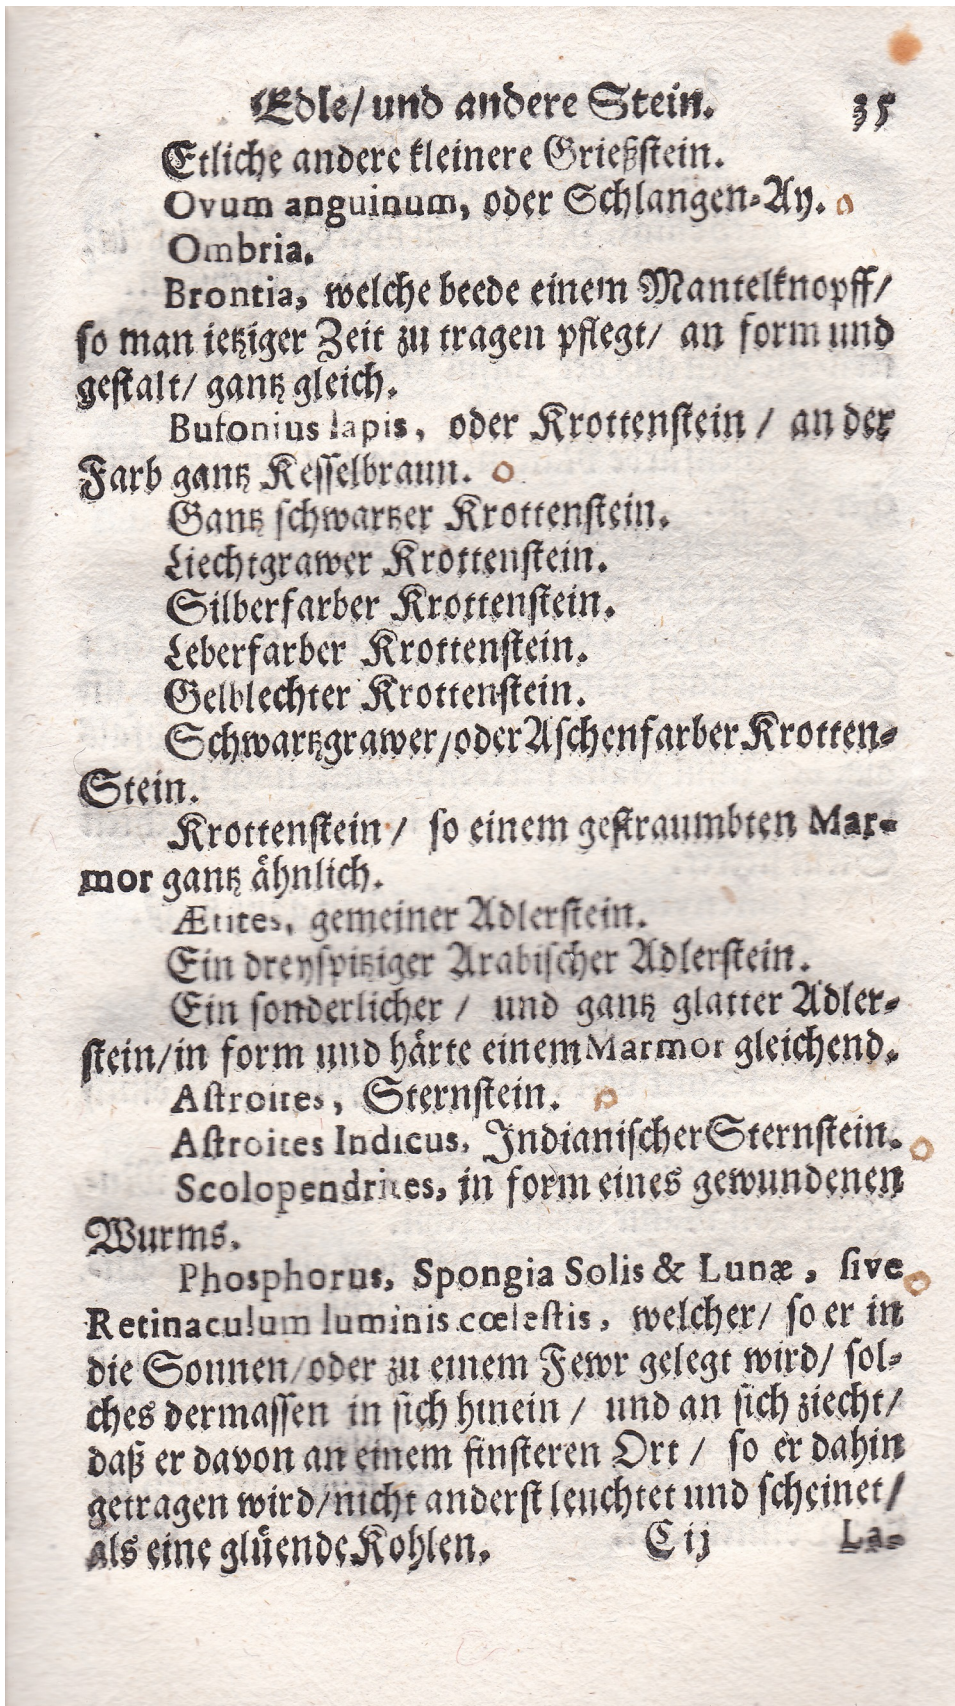 Edle/ und andere Stein. 35
Etliche andere kleinere Grießstein.
Ovum anguinum, oder Schlangen-Ay.
Ombria.
Brontia, welche beede einem Mantelknopff/
so man ietziger Zeit zu tragen pflegt/ an form und
gestalt/ gantz gleich.
Bufonius lapis, oder Krottenstein / an der
Farb gantz Kesselbraun.
Gantz schwartzer Krottenstein.
Liechtgrawer Krottenstein.
Silberfarber Krottenstein.
Leberfarber Krottenstein.
Gelblechter Krottenstein.
Schwartzgrawer/oder Aschenfarber Krotten-
Stein.
Krottenstein / so einem gestraumbten Mar-
mor gantz åhnlich.
Ætites, gemeiner Adlerstein.
Ein dreyspitziger Arabischer Adlerstein.
Ein sonderlicher / und gantz glatter Adler-
stein/in form und hårte einem Marmor gleichend.
Astroites, Sternstein.
Astroites Indicus, Indianischer Sternstein.
Scolopendrites, in form eines gewundenen
Wurms.
Phosphorus, Spongia Solis & Lunæ, sive
Retinaculum luminis cœlestis, welcher/ so er in
die Sonnen/oder zu einem Fewr gelegt wird/ sol-
ches dermassen in sich hinein / und an sich ziecht/
daß er davon an einem finsteren Ort / so er dahin
getragen wird/nicht anderst leuchtet und scheinet/
als eine glüende Kohlen. C ij La-